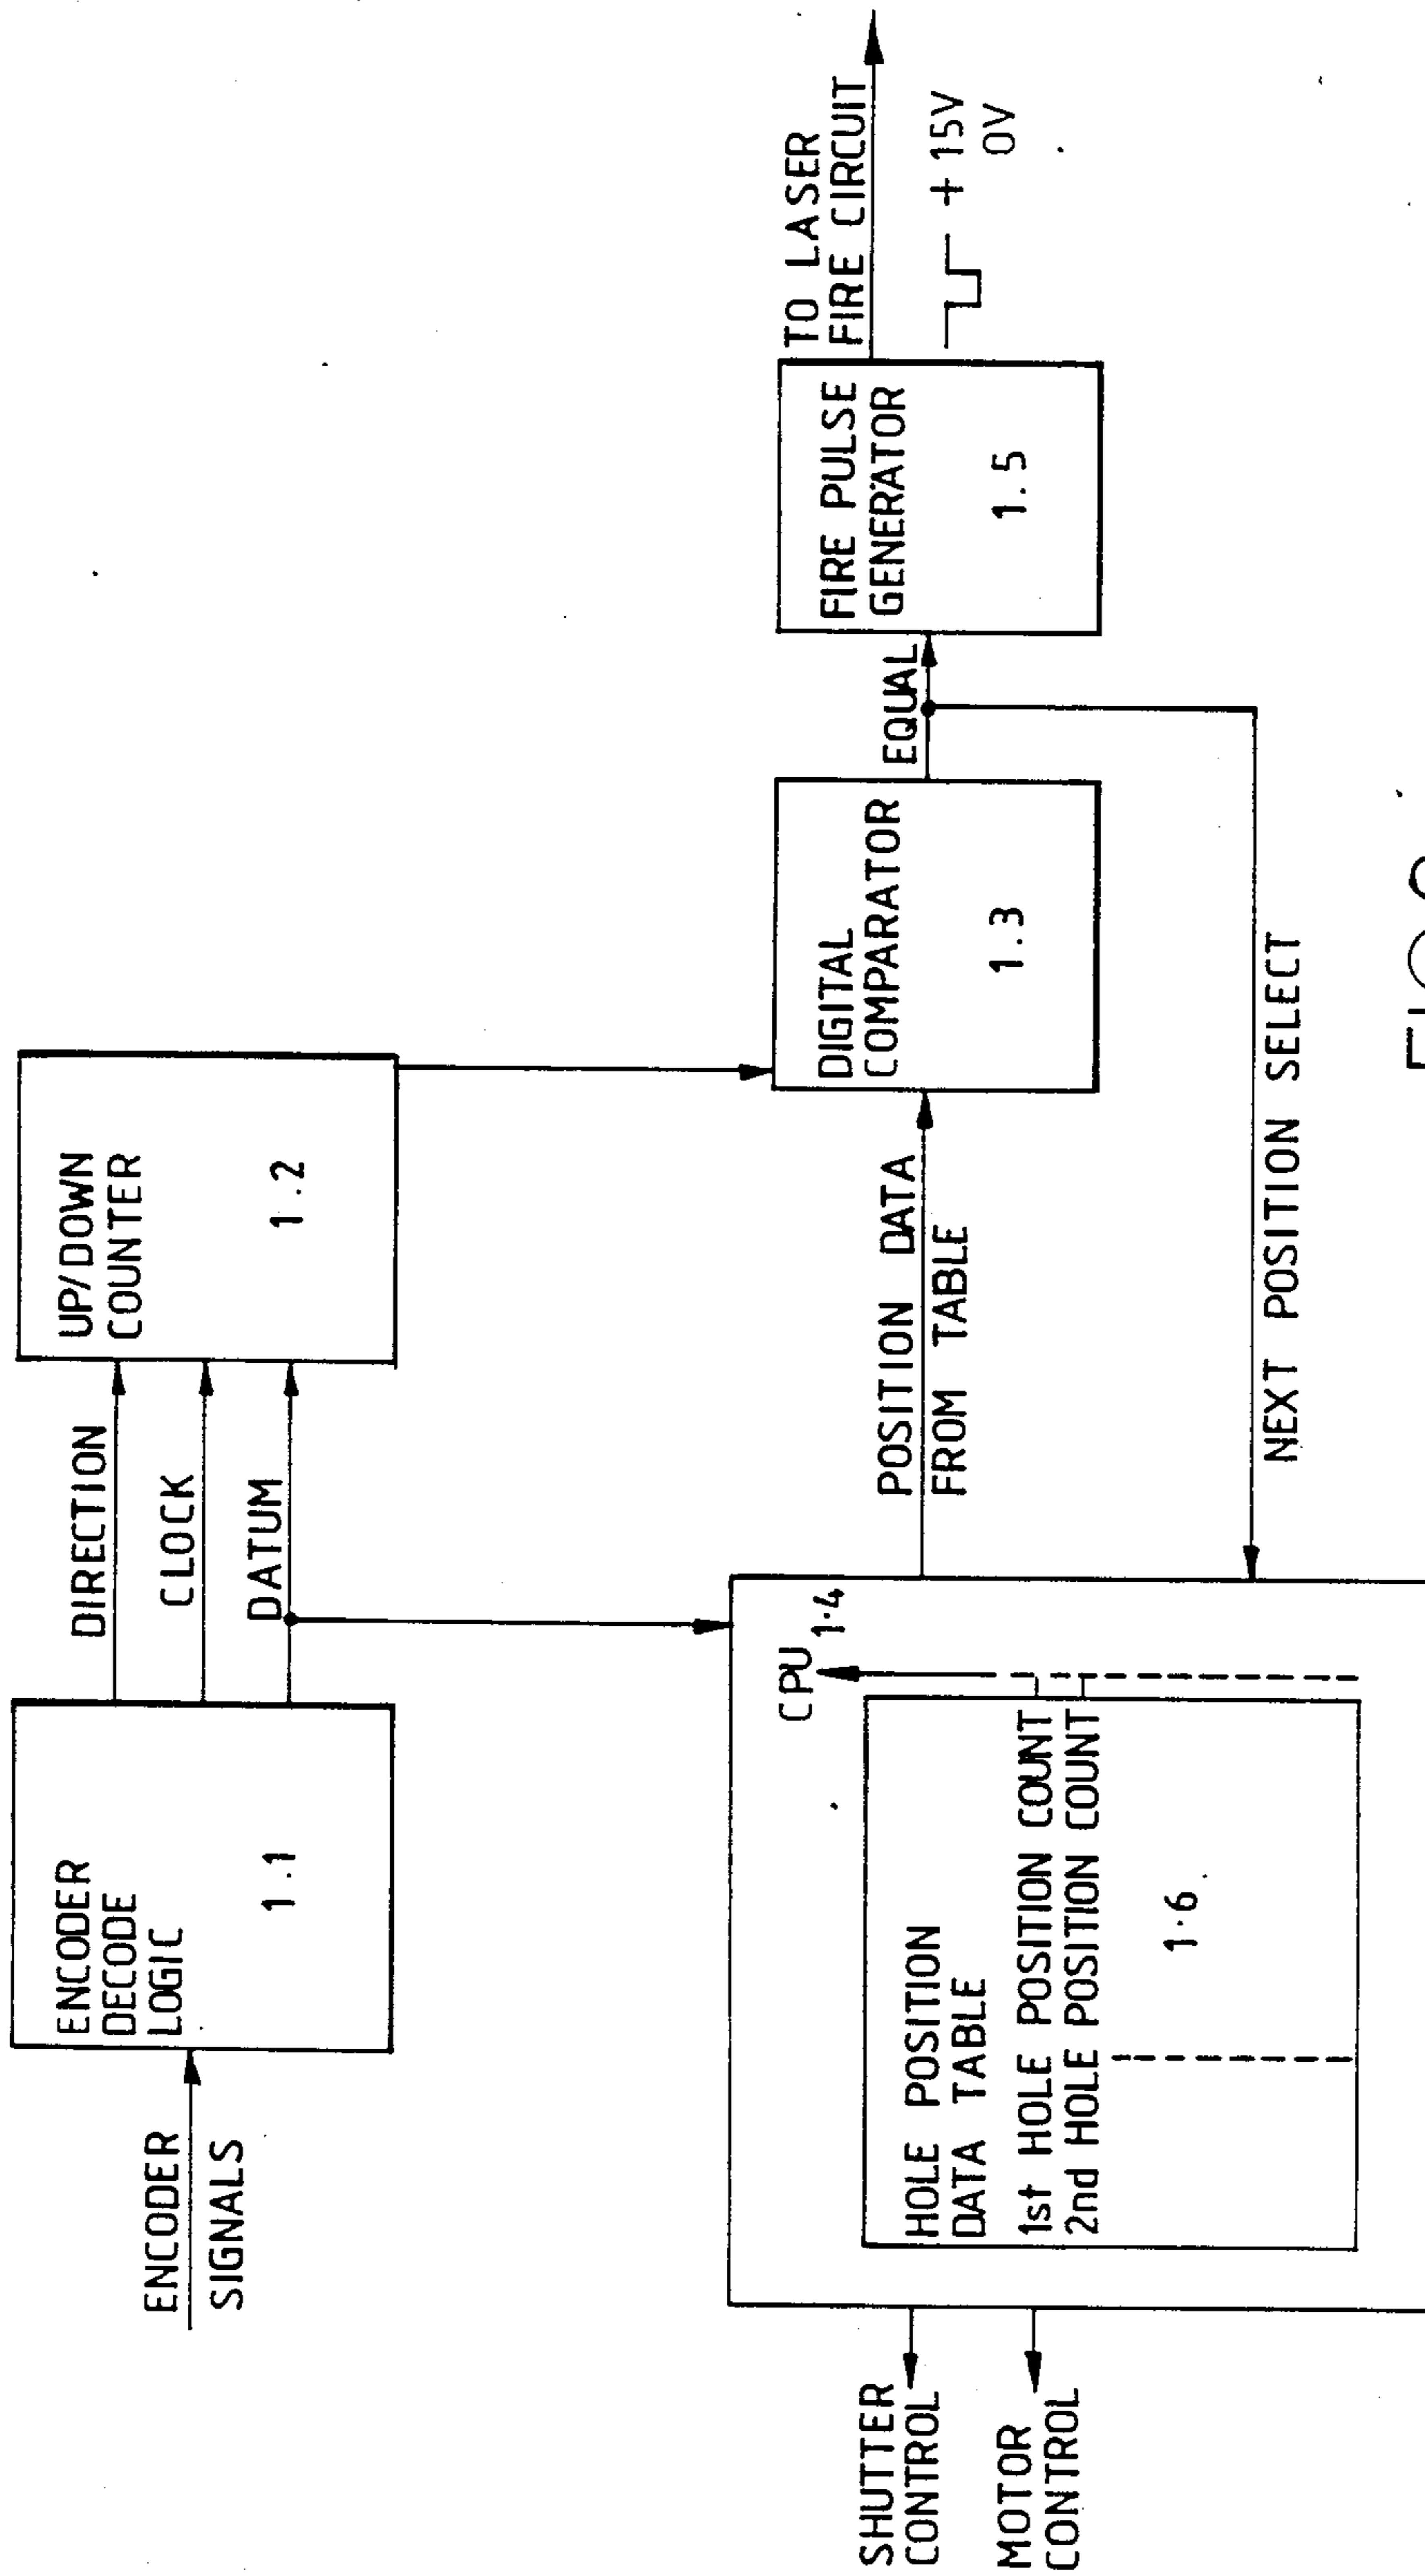 ENCODER
SIGNALS
ENCODER
DECODE
LOGIC
1.1
DIRECTION
CLOCK
DATUM
UP/DOWN
COUNTER
1.2
SHUTTER
CONTROL
MOTOR
CONTROL
CPU 1.4
HOLE POSITION
DATA TABLE
1st HOLE POSITION COUNT
2nd HOLE POSITION COUNT
1.6
POSITION DATA
FROM TABLE
DIGITAL
COMPARATOR
1.3
EQUAL
FIRE PULSE
GENERATOR
1.5
TO LASER
FIRE CIRCUIT
+15V
0V
NEXT POSITION SELECT